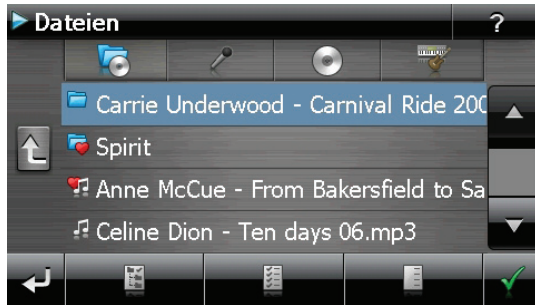 Dateien
?
Carrie Underwood - Carnival Ride 200
Spirit
Anne McCue - From Bakersfield to Sa
Celine Dion - Ten days 06.mp3